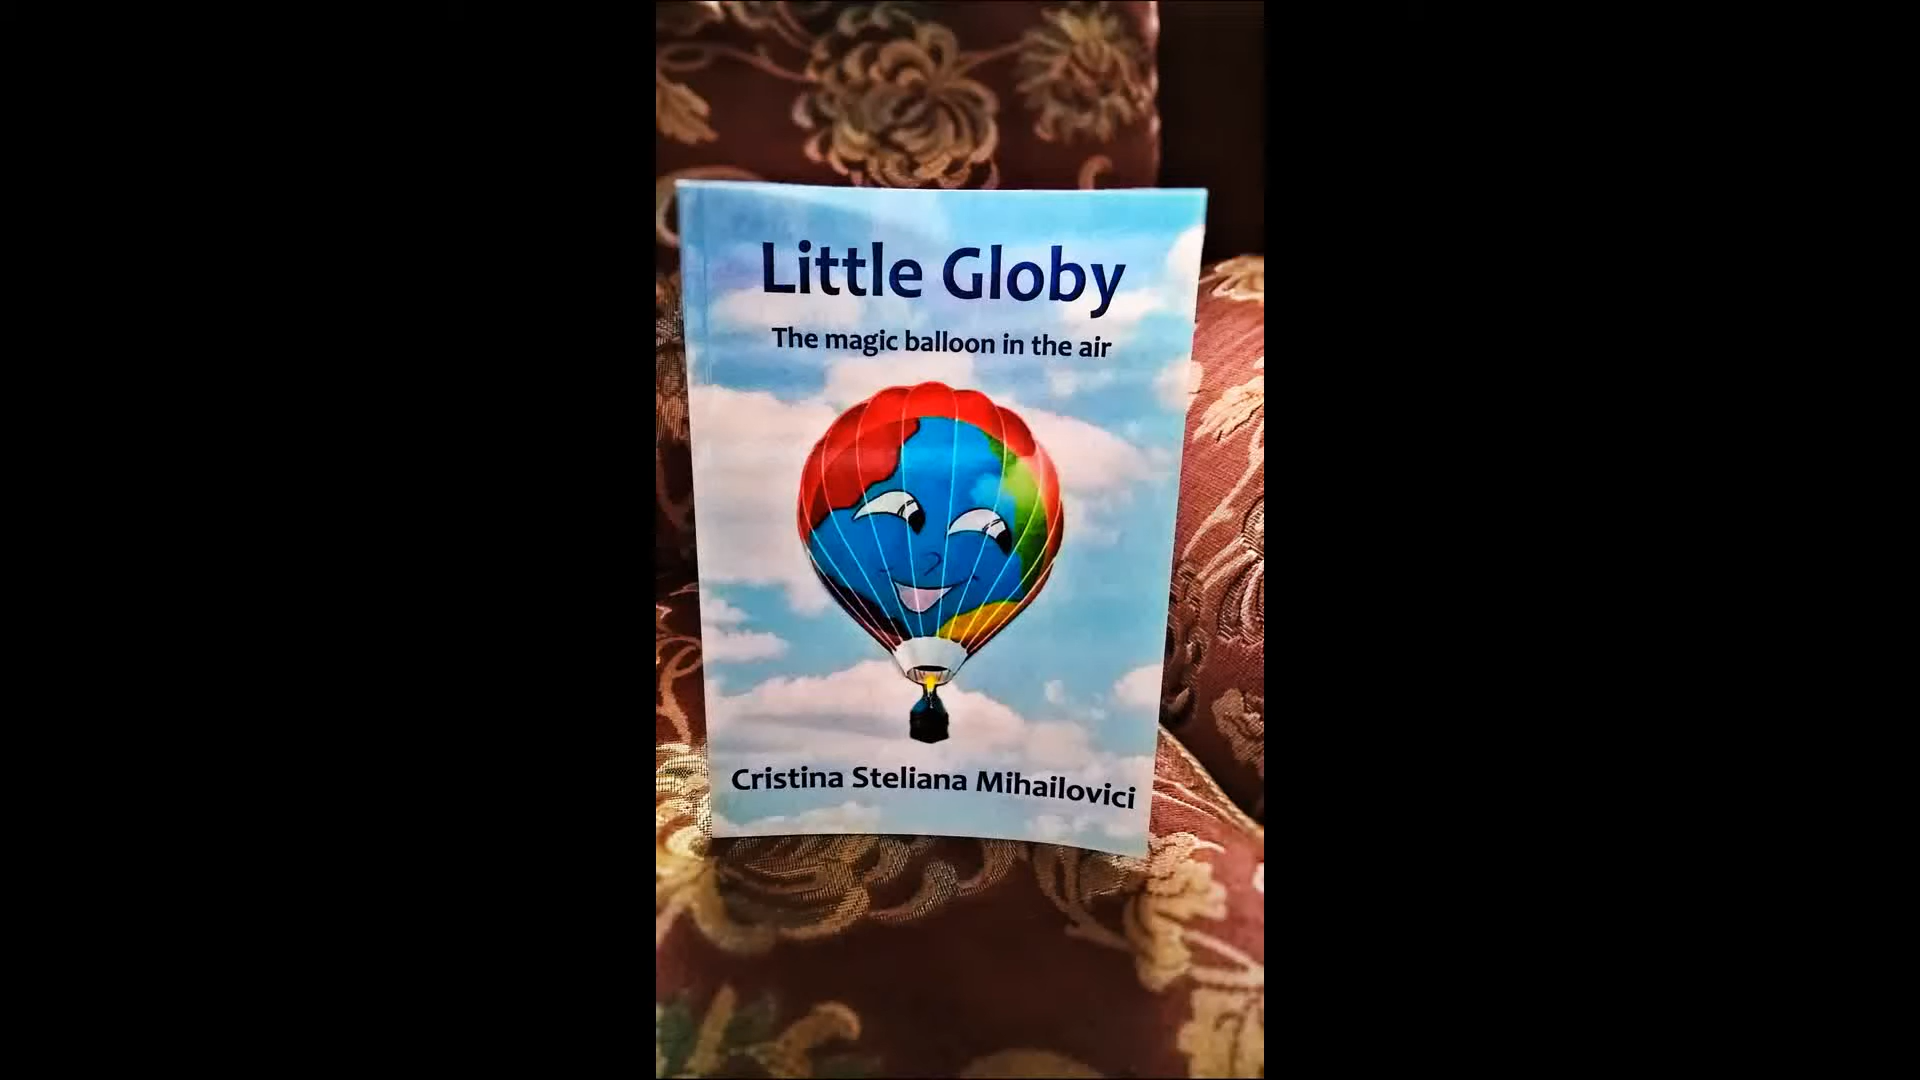 Little Globy
The magic balloon in the air
Cristina Steliana Mihailovici